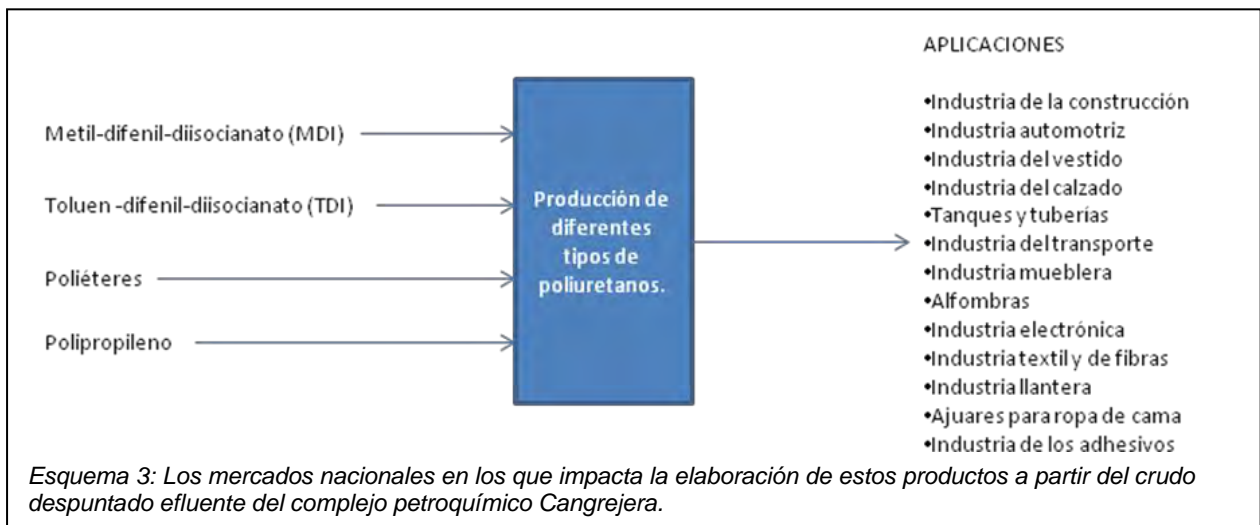 Metil-difenil-diisocianato (MDI)
Toluen -difenil-diisocianato (TDI)
Poliéteres
Polipropileno
Producción de
diferentes
tipos de
poliuretanos.
APLICACIONES
•Industria de la construcción
•Industria automotriz
•Industria del vestido
•Industria del calzado
•Tanques y tuberías
•Industria del transporte
•Industria mueblera
•Alfombras
•Industria electrónica
•Industria textil y de fibras
•Industria llantera
•Ajuares para ropa de cama
•Industria de los adhesivos
Esquema 3: Los mercados nacionales en los que impacta la elaboración de estos productos a partir del crudo
despuntado efluente del complejo petroquímico Cangrejera.